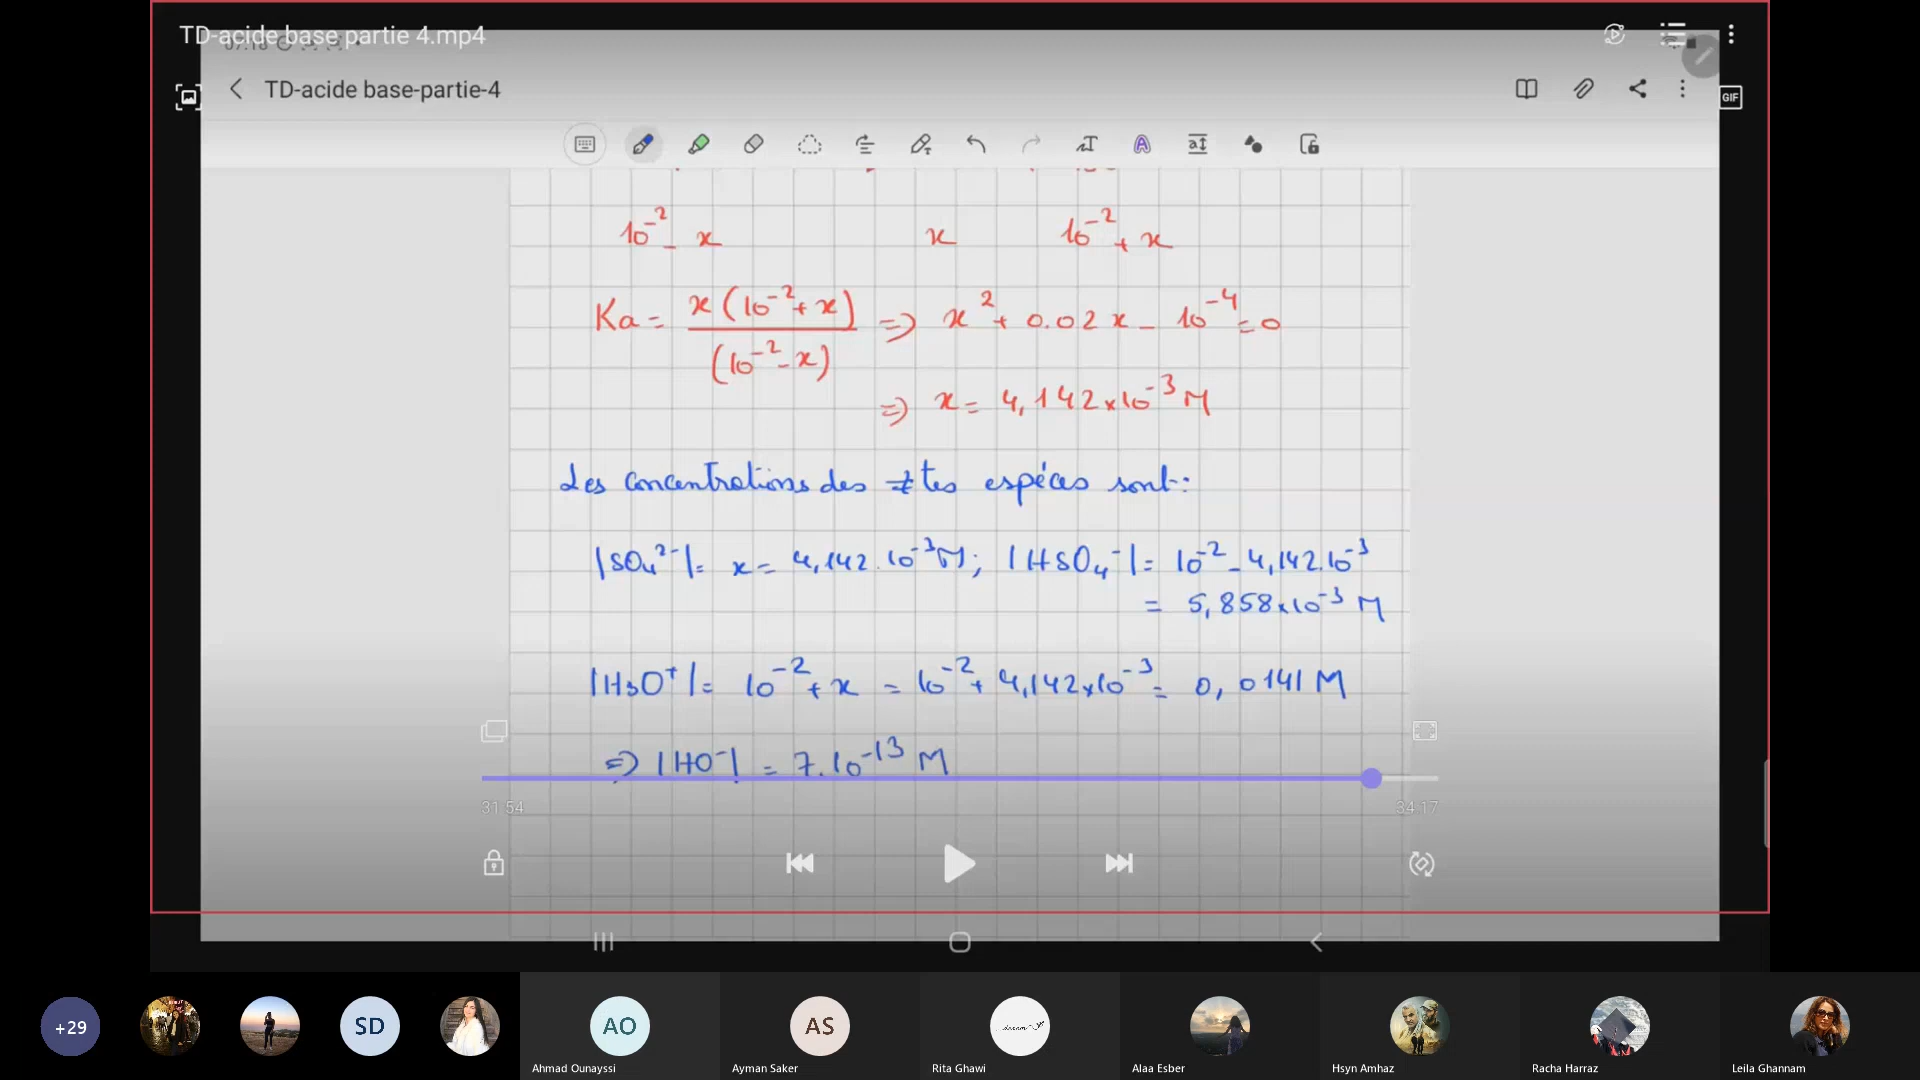 TD-acide base partie 4.mp4
TD-acide base-partie-4
GIF
10⁻² - x    x    10⁻² + x
Ka = x(10⁻² + x) / (10⁻² - x) => x² + 0.02 x - 10⁻⁴ = 0
=> x = 4,142 x 10⁻³ M
Les concentrations des ≠tes espéces sont :
|SO₄²⁻| = x = 4,142 . 10⁻³ M ; |HSO₄⁻| = 10⁻² - 4,142.10⁻³
= 5,858 x 10⁻³ M
|H₃O⁺| = 10⁻² + x = 10⁻² + 4,142 x 10⁻³ = 0,0141 M
=> |HO⁻| = 7.10⁻¹³ M
31:54
34:17
+29
SD
AO
AS
Ahmad Ounayssi
Ayman Saker
Rita Ghawi
Alaa Esber
Hsyn Amhaz
Racha Harraz
Leila Ghannam